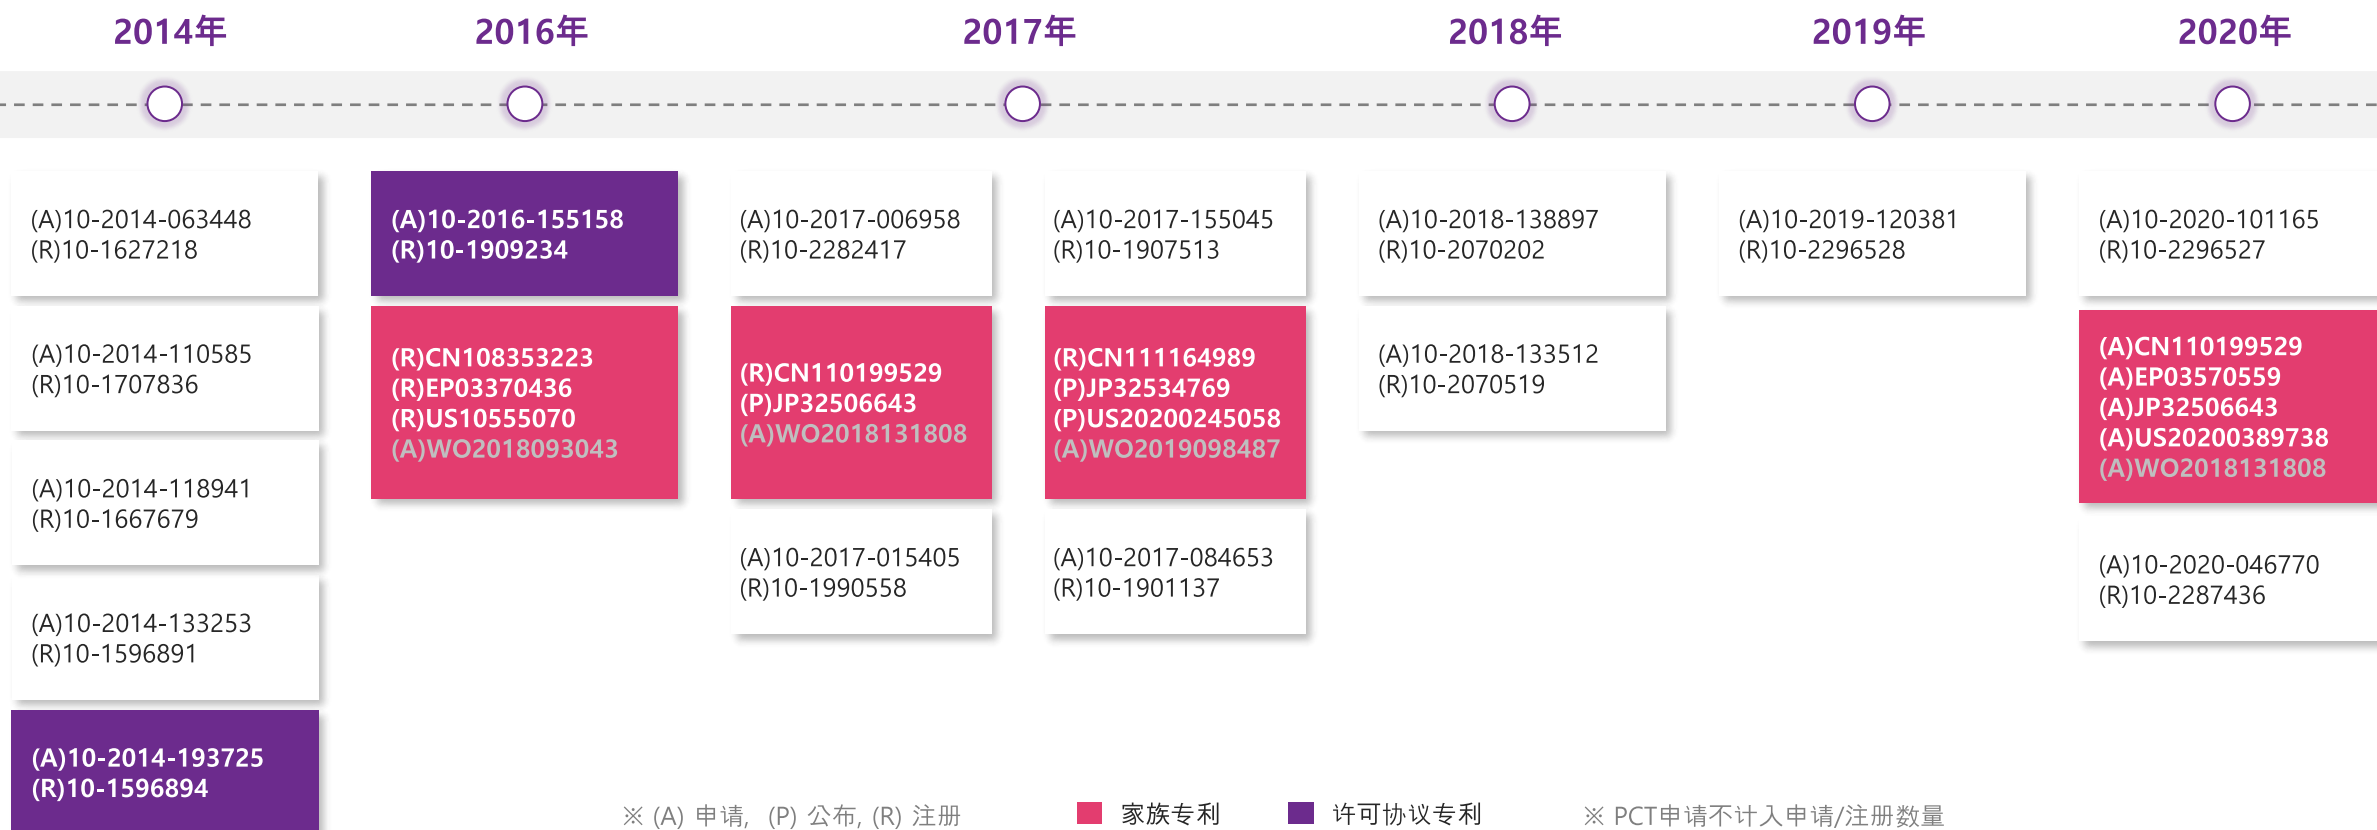 2014年
2016年
2017年
2018年
2019年
2020年
(A)10-2014-063448
(R)10-1627218
(A)10-2014-110585
(R)10-1707836
(A)10-2014-118941
(R)10-1667679
(A)10-2014-133253
(R)10-1596891
(A)10-2014-193725
(R)10-1596894
(A)10-2016-155158
(R)10-1909234
(R)CN108353223
(R)EP03370436
(R)US10555070
(A)WO2018093043
(A)10-2017-006958
(R)10-2282417
(R)CN110199529
(P)JP32506643
(A)WO2018131808
(A)10-2017-015405
(R)10-1990558
(A)10-2017-155045
(R)10-1907513
(R)CN111164989
(P)JP32534769
(P)US20200245058
(A)WO2019098487
(A)10-2017-084653
(R)10-1901137
(A)10-2018-138897
(R)10-2070202
(A)10-2018-133512
(R)10-2070519
(A)10-2019-120381
(R)10-2296528
(A)10-2020-101165
(R)10-2296527
(A)CN110199529
(A)EP03570559
(A)JP32506643
(A)US20200389738
(A)WO2018131808
(A)10-2020-046770
(R)10-2287436
※ (A) 申请, (P) 公布, (R) 注册
家族专利
许可协议专利
※ PCT申请不计入申请/注册数量